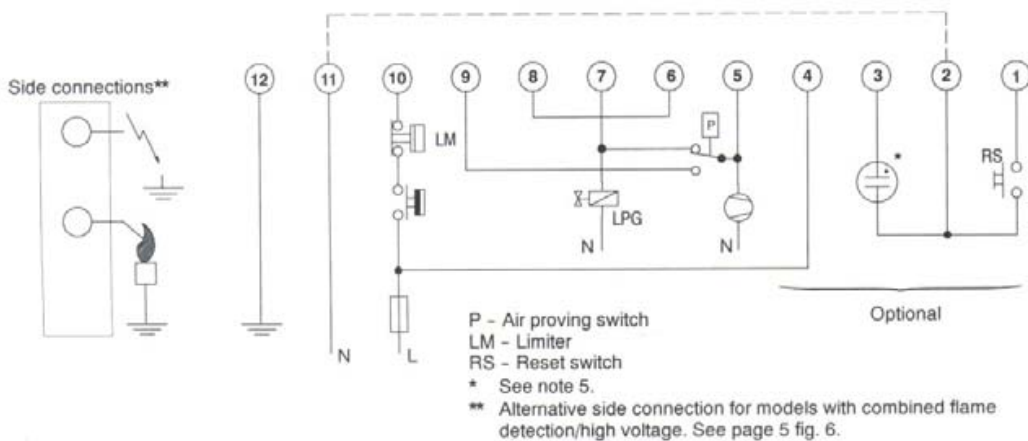 Side connections**
12 11 10 9 8 7 6 5 4 3 2 1
P
LM
*
RS
LPG
N N
Optional
N L
P - Air proving switch
LM - Limiter
RS - Reset switch
* See note 5.
** Alternative side connection for models with combined flame
detection/high voltage. See page 5 fig. 6.